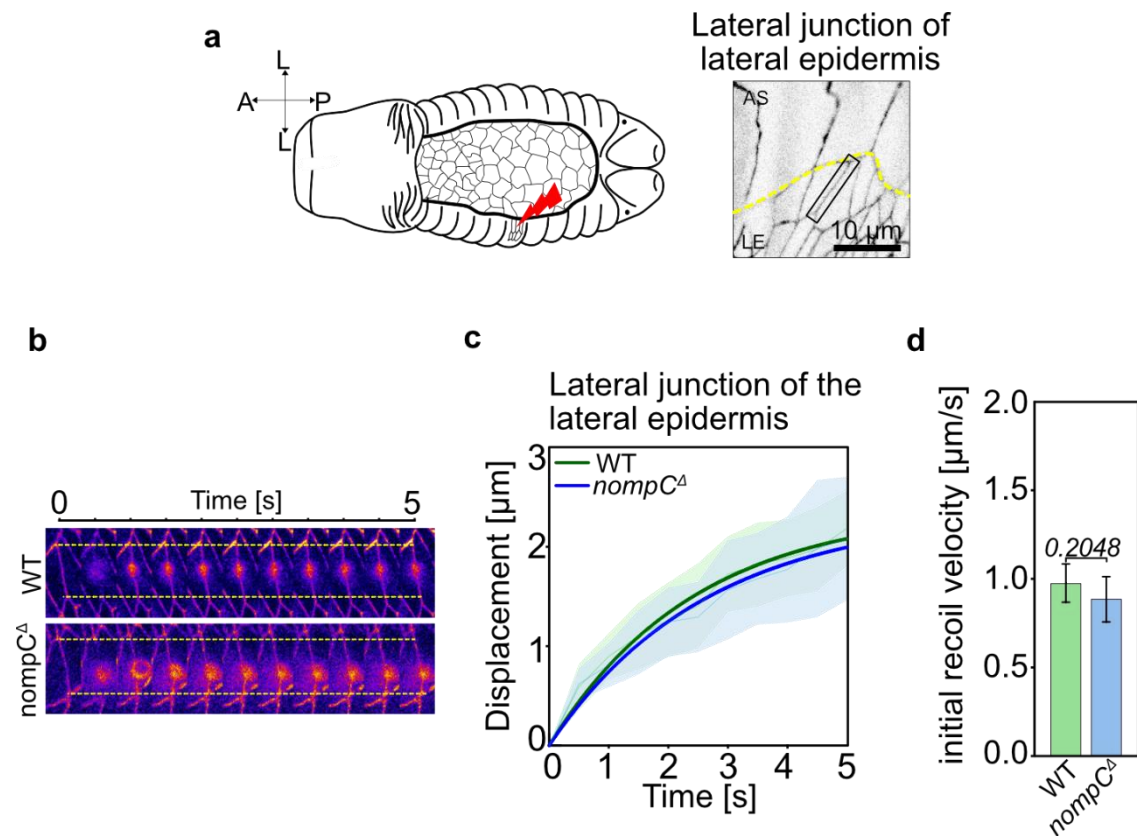 a
L
A P
L
Lateral junction of
lateral epidermis
AS
LE
10 µm
b
0 Time [s] 5
WT
nompCΔ
c
Lateral junction of the
lateral epidermis
WT
nompCΔ
Displacement [µm]
3
2
1
0
0 1 2 3 4 5
Time [s]
d
initial recoil velocity [µm/s]
2.0
1.5
1.0
0.5
0.0
0.2048
WT
nompCΔ